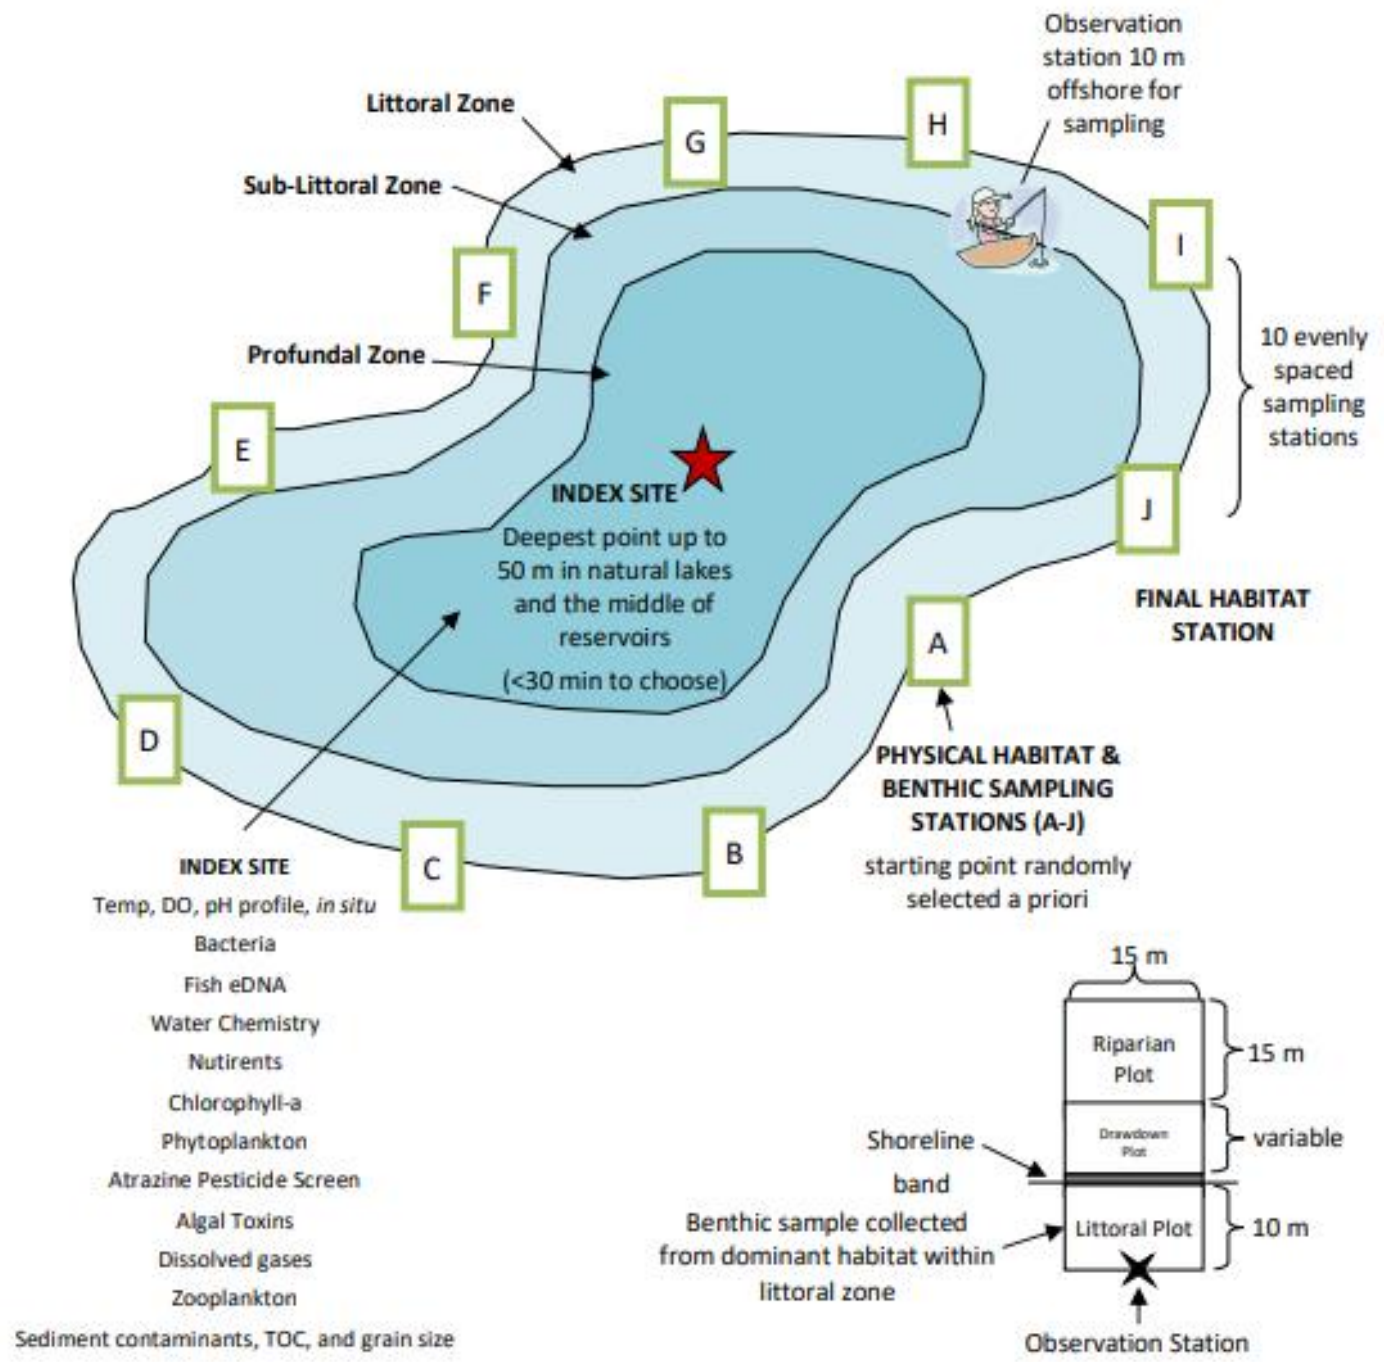 Observation
station 10 m
offshore for
sampling
Littoral Zone
G
H
Sub-Littoral Zone
I
F
Profundal Zone
10 evenly
spaced
sampling
stations
E
INDEX SITE
Deepest point up to
50 m in natural lakes
and the middle of
reservoirs
(<30 min to choose)
J
FINAL HABITAT
STATION
A
D
PHYSICAL HABITAT &
BENTHIC SAMPLING
STATIONS (A-J)
starting point randomly
selected a priori
B
C
INDEX SITE
Temp, DO, pH profile, in situ
Bacteria
Fish eDNA
Water Chemistry
Nutirents
Chlorophyll-a
Phytoplankton
Atrazine Pesticide Screen
Algal Toxins
Dissolved gases
Zooplankton
Sediment contaminants, TOC, and grain size
15 m
Riparian
Plot
15 m
Drawdown
Plot
variable
Shoreline
band
Littoral Plot
10 m
Benthic sample collected
from dominant habitat within
littoral zone
Observation Station